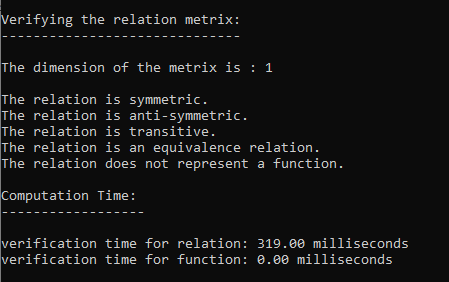 Verifying the relation metrix:
------------------------------
The dimension of the metrix is : 1
The relation is symmetric.
The relation is anti-symmetric.
The relation is transitive.
The relation is an equivalence relation.
The relation does not represent a function.
Computation Time:
------------------
verification time for relation: 319.00 milliseconds
verification time for function: 0.00 milliseconds